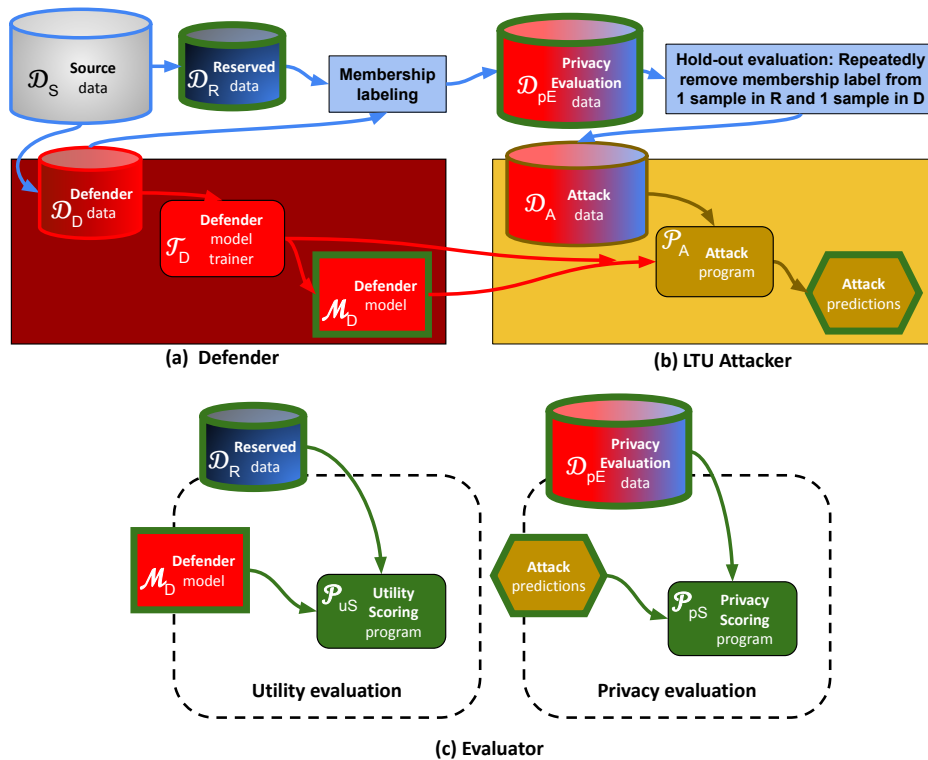 Source
𝒟S data
Reserved
𝒟R data
Membership
labeling
Privacy
Evaluation
𝒟pE data
Hold-out evaluation: Repeatedly
remove membership label from
1 sample in R and 1 sample in D
Defender
𝒟D data
Defender
model
𝒯D trainer
Defender
ℳD model
Attack
𝒟A data
𝒫A Attack
program
Attack
predictions
(a) Defender
(b) LTU Attacker
Reserved
𝒟R data
Privacy
Evaluation
𝒟pE data
Defender
ℳD model
𝒫uS Utility
Scoring
program
Attack
predictions
𝒫pS Privacy
Scoring
program
Utility evaluation
Privacy evaluation
(c) Evaluator